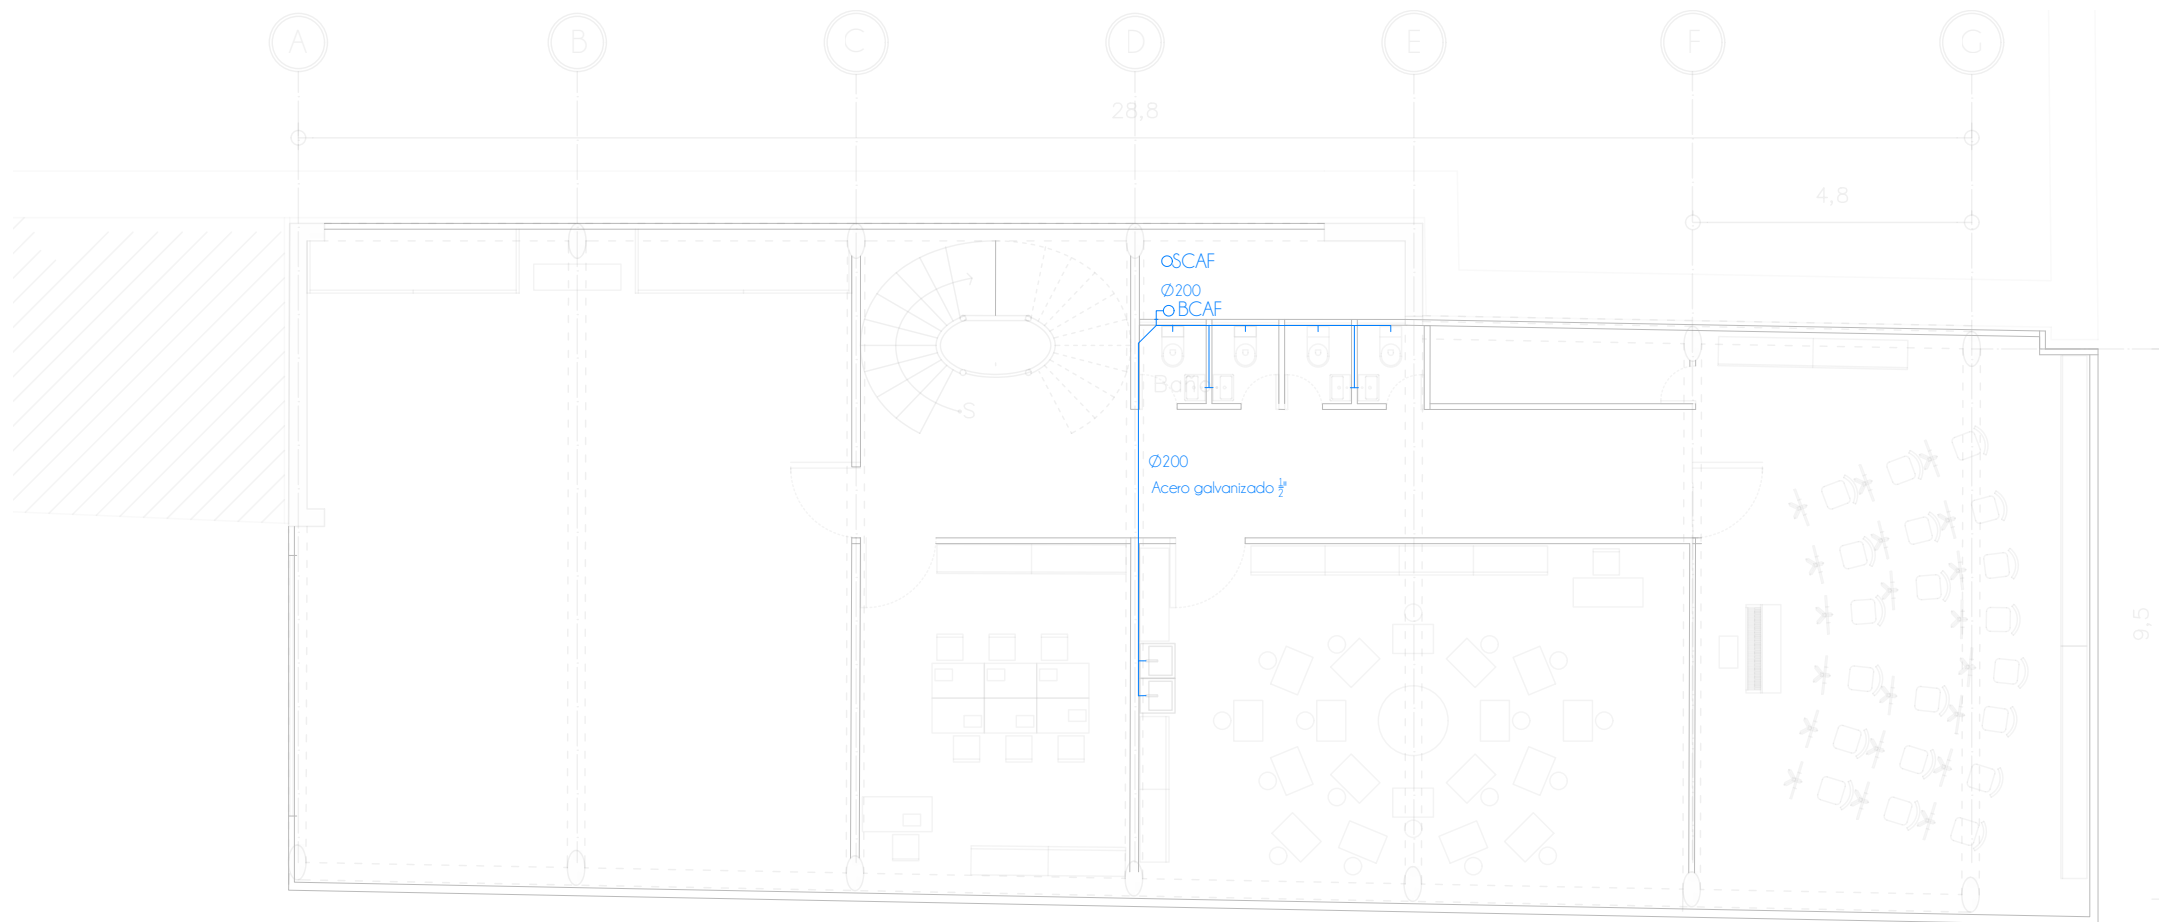 A B C D E F G
28,8
4,8
SCAF
Ø200
BCAF
Baño
S
Ø200
Acero galvanizado ½"
9,5